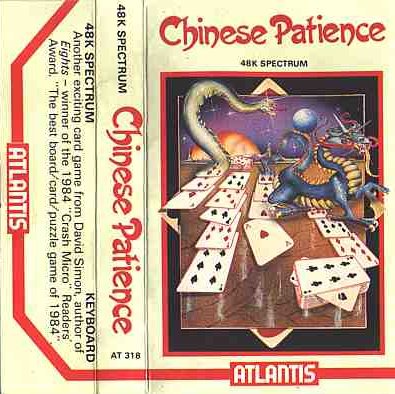 48K SPECTRUM
KEYBOARD
Another exciting card game from David Simon, author of
Eights – winner of the 1984 "Crash Micro" Readers'
Award. "The best board/card/puzzle game of 1984".
ATLANTIS
48K SPECTRUM
Chinese Patience
AT 318
Chinese Patience
48K SPECTRUM
ATLANTIS